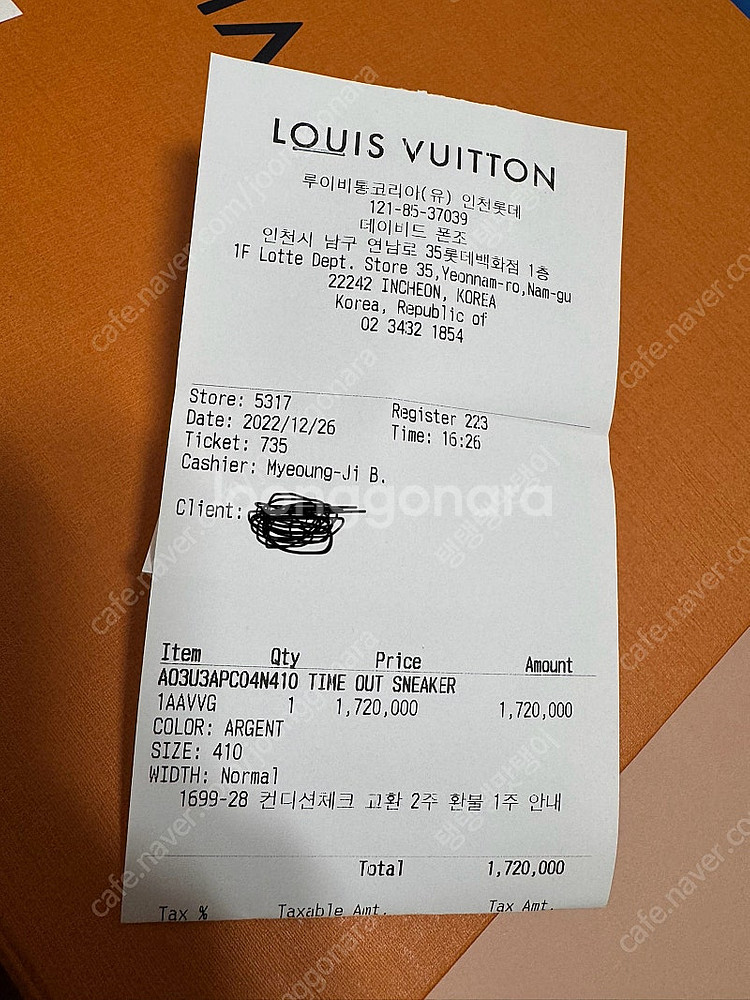 LOUIS VUITTON
루이비통코리아(유) 인천롯데
121-85-37039
데이비드 폰조
인천시 남구 연남로 35롯데백화점 1층
1F Lotte Dept. Store 35,Yeonnam-ro,Nam-gu
22242 INCHEON, KOREA
Korea, Republic of
02 3432 1854
Store: 5317 Register 223
Date: 2022/12/26 Time: 16:26
Ticket: 735
Cashier: Myeoung-Ji B.
Client:
joonggonara
Item Qty Price Amount
A03U3APC04N410 TIME OUT SNEAKER
1AAVVG 1 1,720,000 1,720,000
COLOR: ARGENT
SIZE: 410
WIDTH: Normal
1699-28 컨디션체크 교환 2주 환불 1주 안내
Total 1,720,000
Tax % Taxable Amt. Tax Amt.
cafe.naver.com/joonggonara